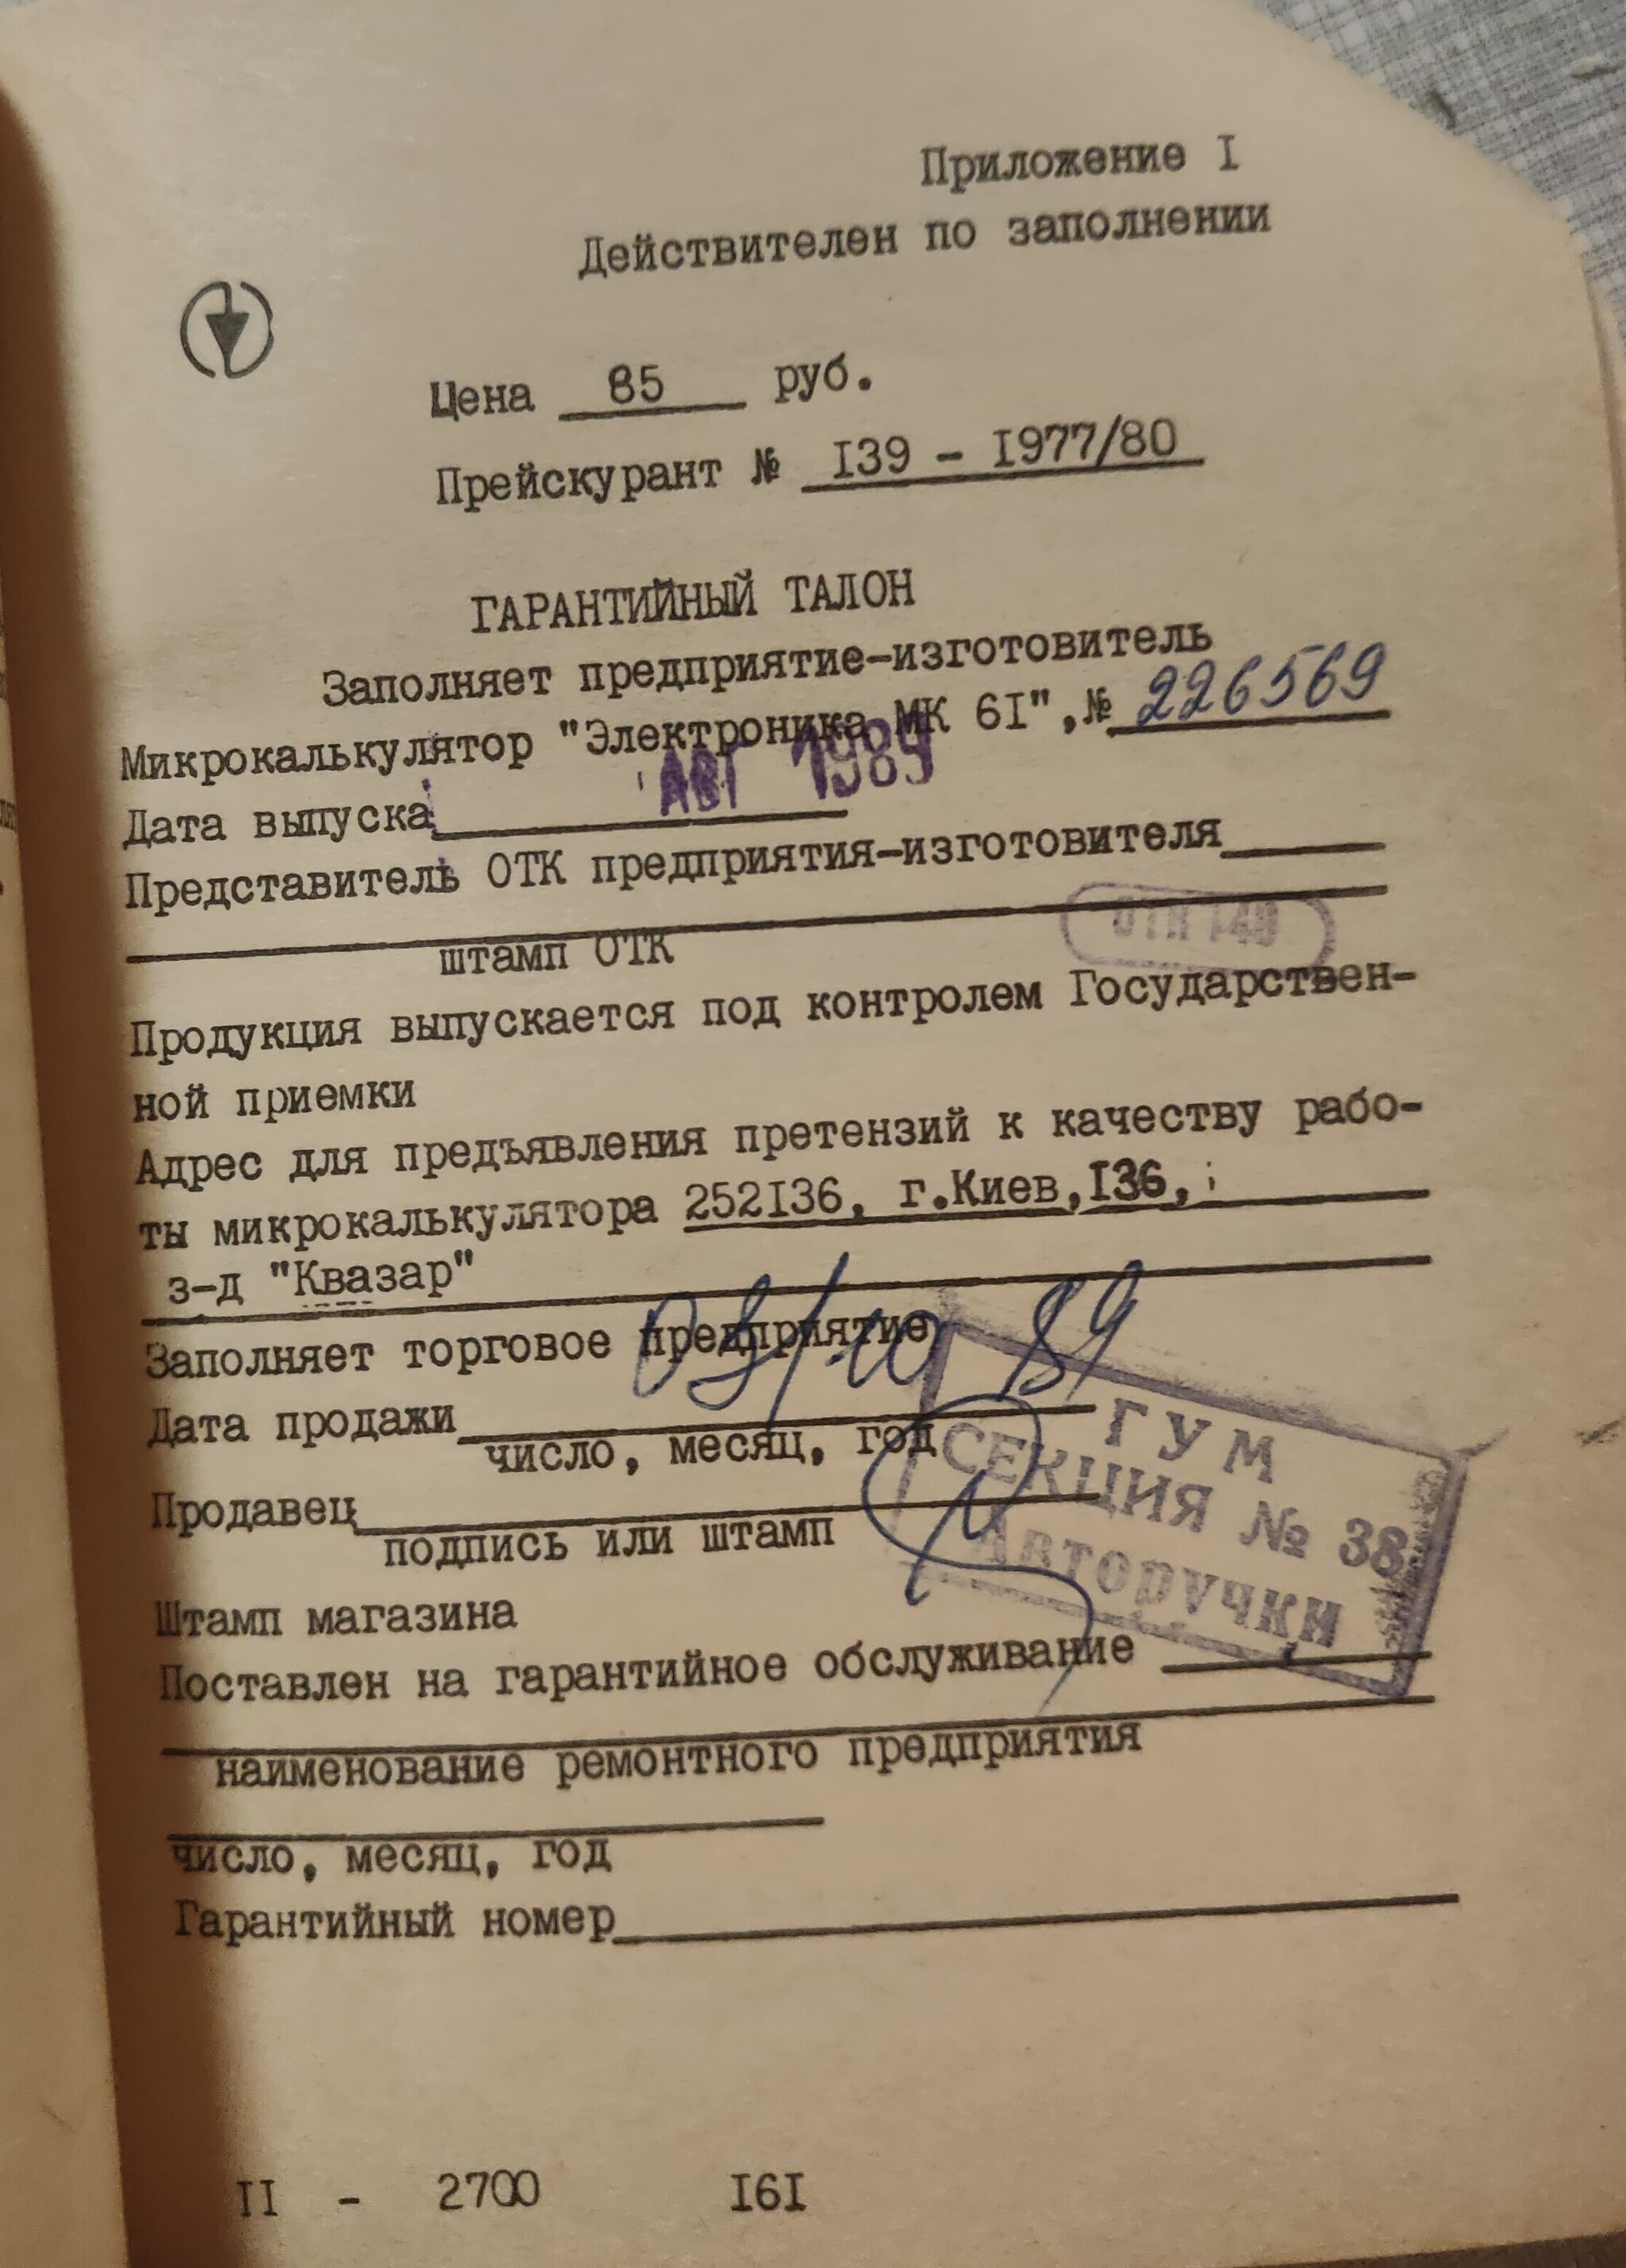 Приложение I
Действителен по заполнении
Цена 85 руб.
Прейскурант № I39 - I977/80
ГАРАНТИЙНЫЙ ТАЛОН
Заполняет предприятие-изготовитель
Микрокалькулятор "Электроника МК 6I",№ 226569
АВГ 1989
Дата выпуска
Представитель ОТК предприятия-изготовителя
штамп ОТК
Продукция выпускается под контролем Государствен-
ной приемки
Адрес для предъявления претензий к качеству рабо-
ты микрокалькулятора 252I36, г.Киев,I36,
з-д "Квазар"
Заполняет торговое предприятие
Дата продажи
число, месяц, год
Продавец
подпись или штамп
ГУМ
СЕКЦИЯ № 38
Авторучки
Штамп магазина
Поставлен на гарантийное обслуживание
наименование ремонтного предприятия
число, месяц, год
Гарантийный номер
II - 2700 I6I